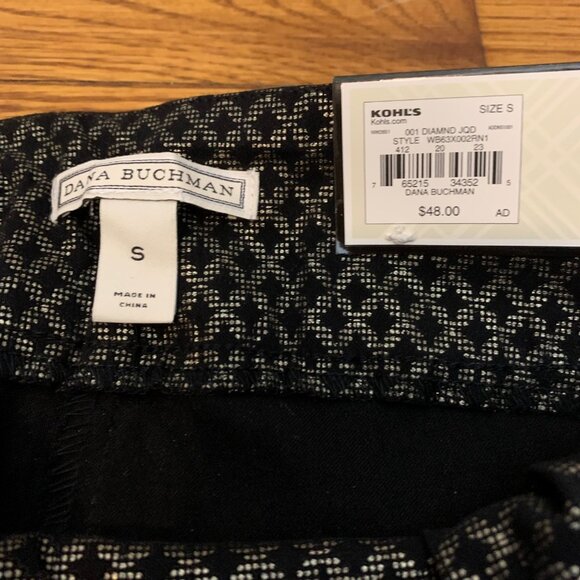 DANA BUCHMAN
S
MADE IN
CHINA
KOHL'S
Kohls.com
SIZE S
001 DIAMND JQD
STYLE WB63X002RN1
412 20 23
7 65215 34352 5
DANA BUCHMAN
$48.00
AD